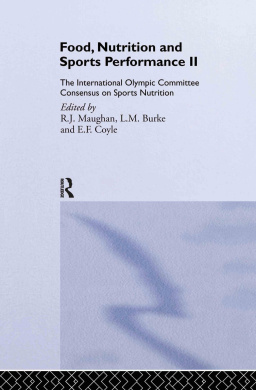 Food, Nutrition and
Sports Performance II
The International Olympic Committee
Consensus on Sports Nutrition
Edited by
R.J. Maughan, L.M. Burke
and E.F. Coyle
ROUTLEDGE